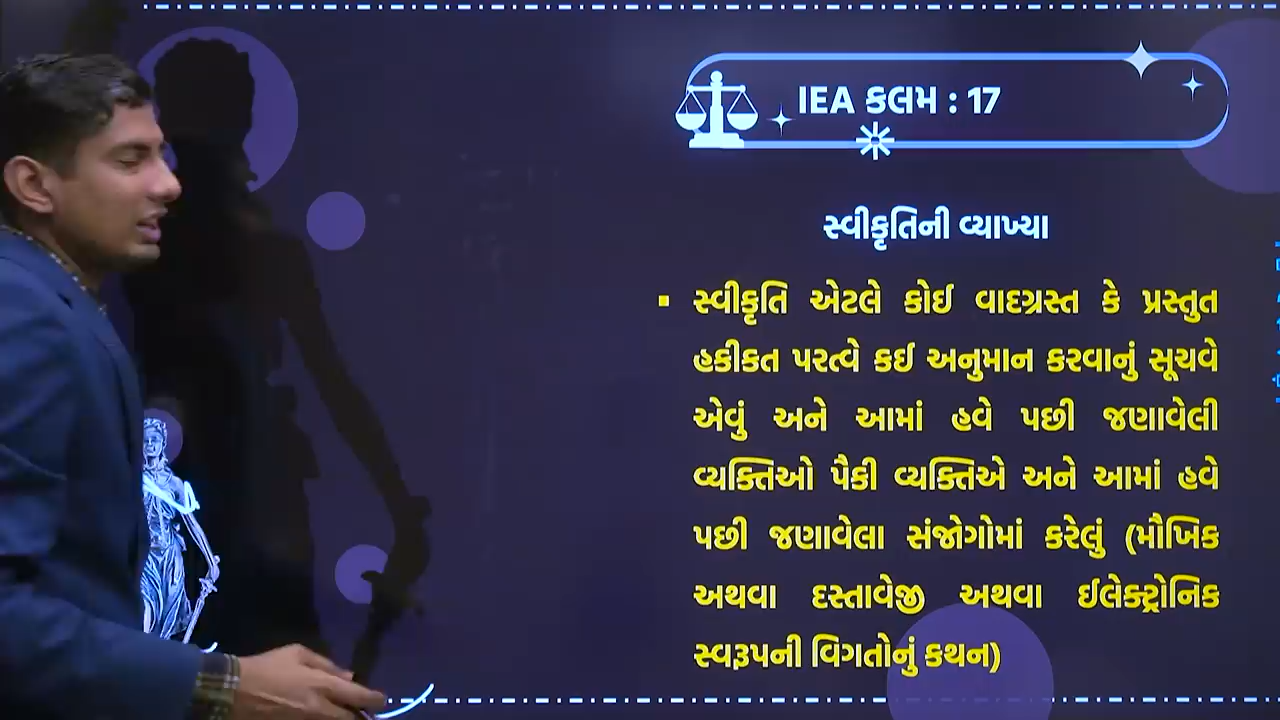 IEA કલમ : 17
સ્વીકૃતિની વ્યાખ્યા
▪ સ્વીકૃતિ એટલે કોઈ વાદગ્રસ્ત કે પ્રસ્તુત
હકીકત પરત્વે કઈ અનુમાન કરવાનું સૂચવે
એવું અને આમાં હવે પછી જણાવેલી
વ્યક્તિઓ પૈકી વ્યક્તિએ અને આમાં હવે
પછી જણાવેલા સંજોગોમાં કરેલું (મૌખિક
અથવા દસ્તાવેજી અથવા ઈલેક્ટ્રોનિક
સ્વરૂપની વિગતોનું કથન)